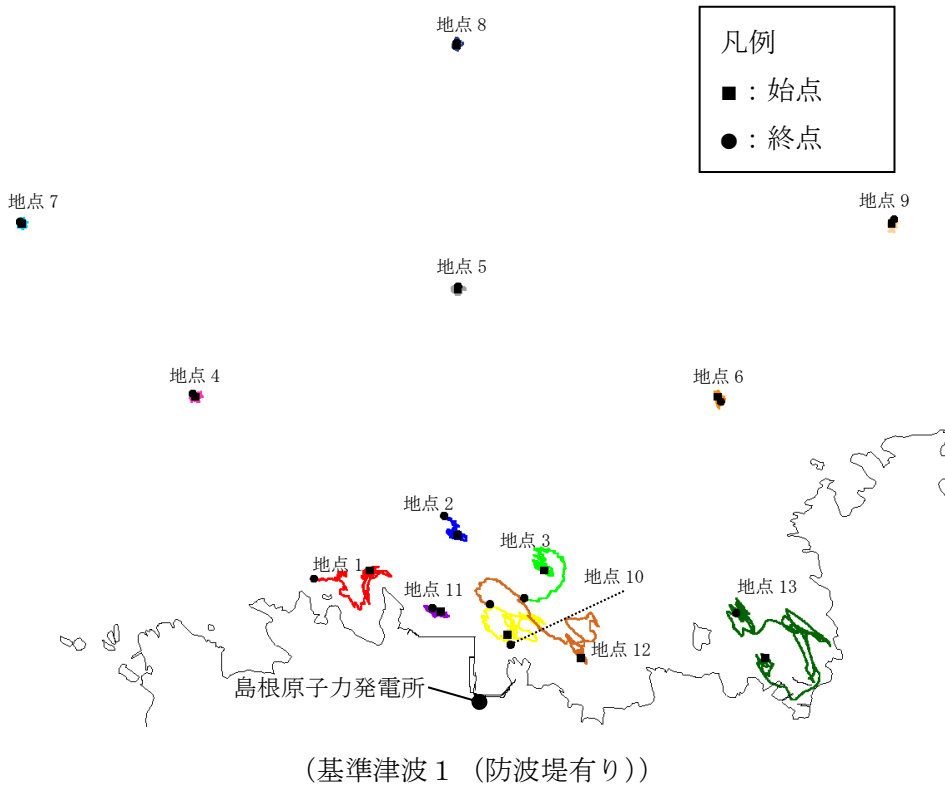 地点 8
凡例
■：始点
●：終点
地点 7
地点 9
地点 5
地点 4
地点 6
地点 2
地点 1
地点 3
地点 10
地点 11
地点 13
地点 12
島根原子力発電所
（基準津波１（防波堤有り））